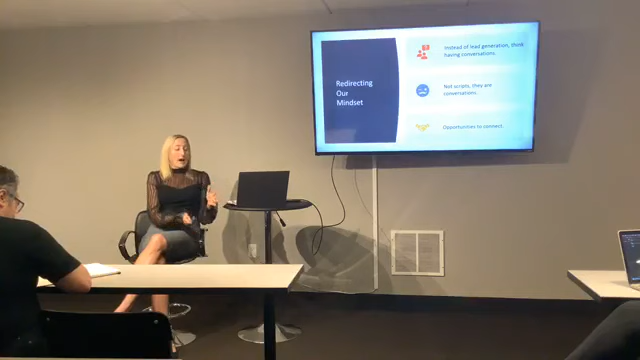 Redirecting
Our
Mindset
Instead of lead generation, think
having conversations.
Not scripts, they are
conversations.
Opportunities to connect.